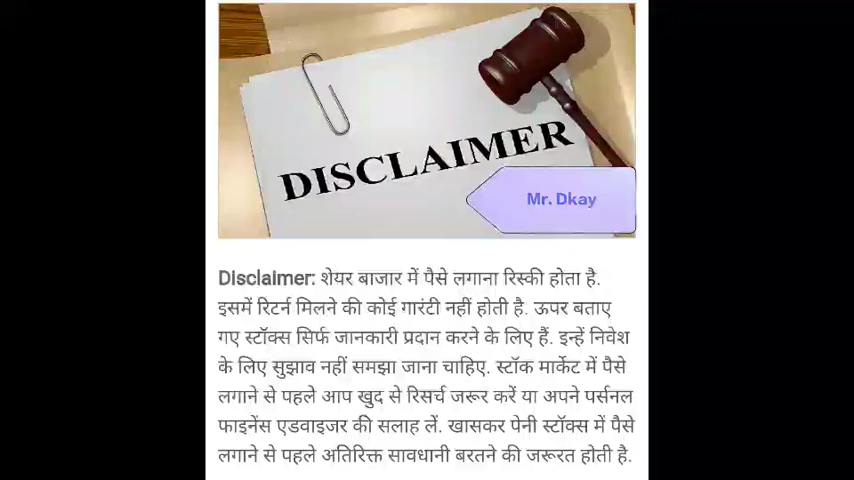 DISCLAIMER
Mr. Dkay
Disclaimer: शेयर बाजार में पैसे लगाना रिस्की होता है.
इसमें रिटर्न मिलने की कोई गारंटी नहीं होती है. ऊपर बताए
गए स्टॉक्स सिर्फ जानकारी प्रदान करने के लिए हैं. इन्हें निवेश
के लिए सुझाव नहीं समझा जाना चाहिए. स्टॉक मार्केट में पैसे
लगाने से पहले आप खुद से रिसर्च जरूर करें या अपने पर्सनल
फाइनेंस एडवाइजर की सलाह लें. खासकर पेनी स्टॉक्स में पैसे
लगाने से पहले अतिरिक्त सावधानी बरतने की जरूरत होती है.